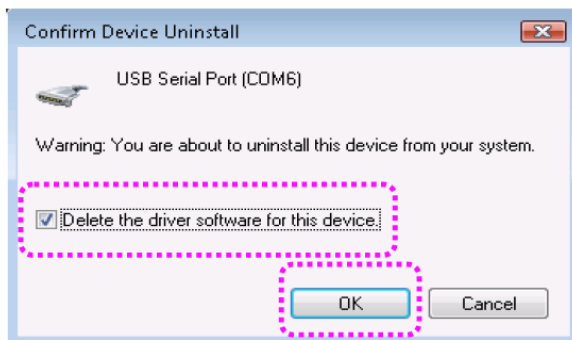 Confirm Device Uninstall
USB Serial Port (COM6)
Warning: You are about to uninstall this device from your system.
Delete the driver software for this device.
OK Cancel